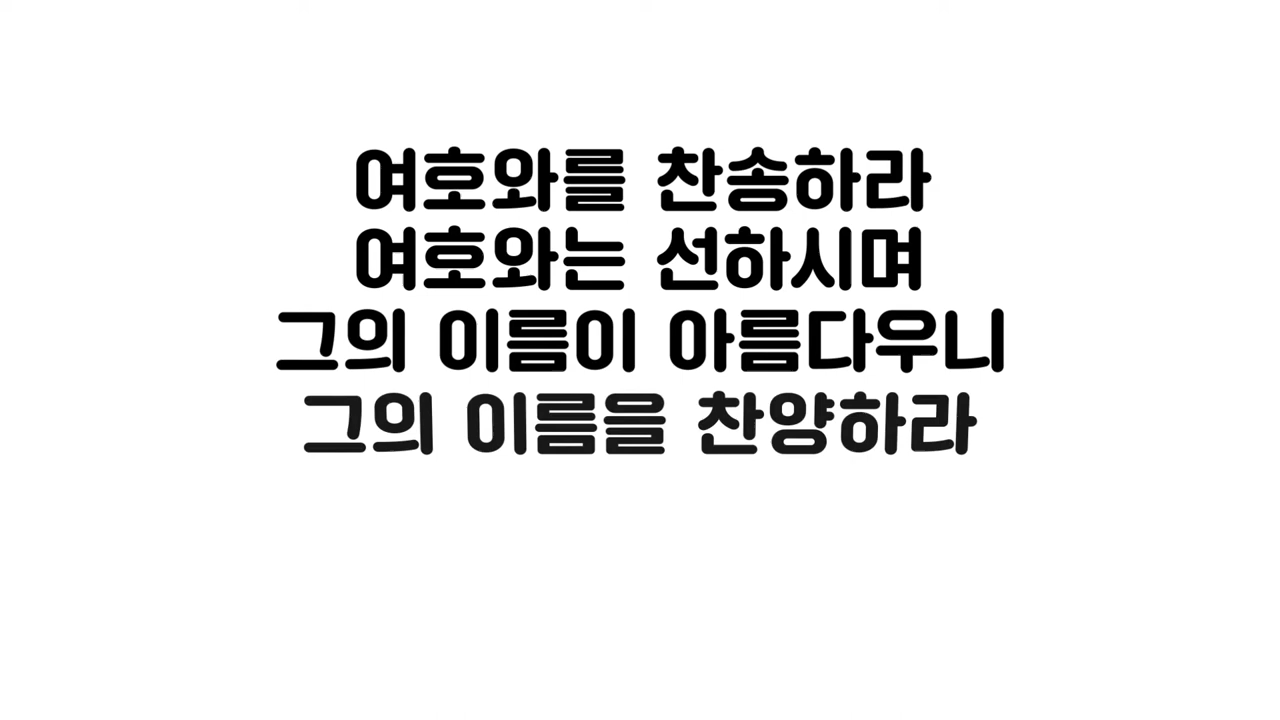 여호와를 찬송하라
여호와는 선하시며
그의 이름이 아름다우니
그의 이름을 찬양하라